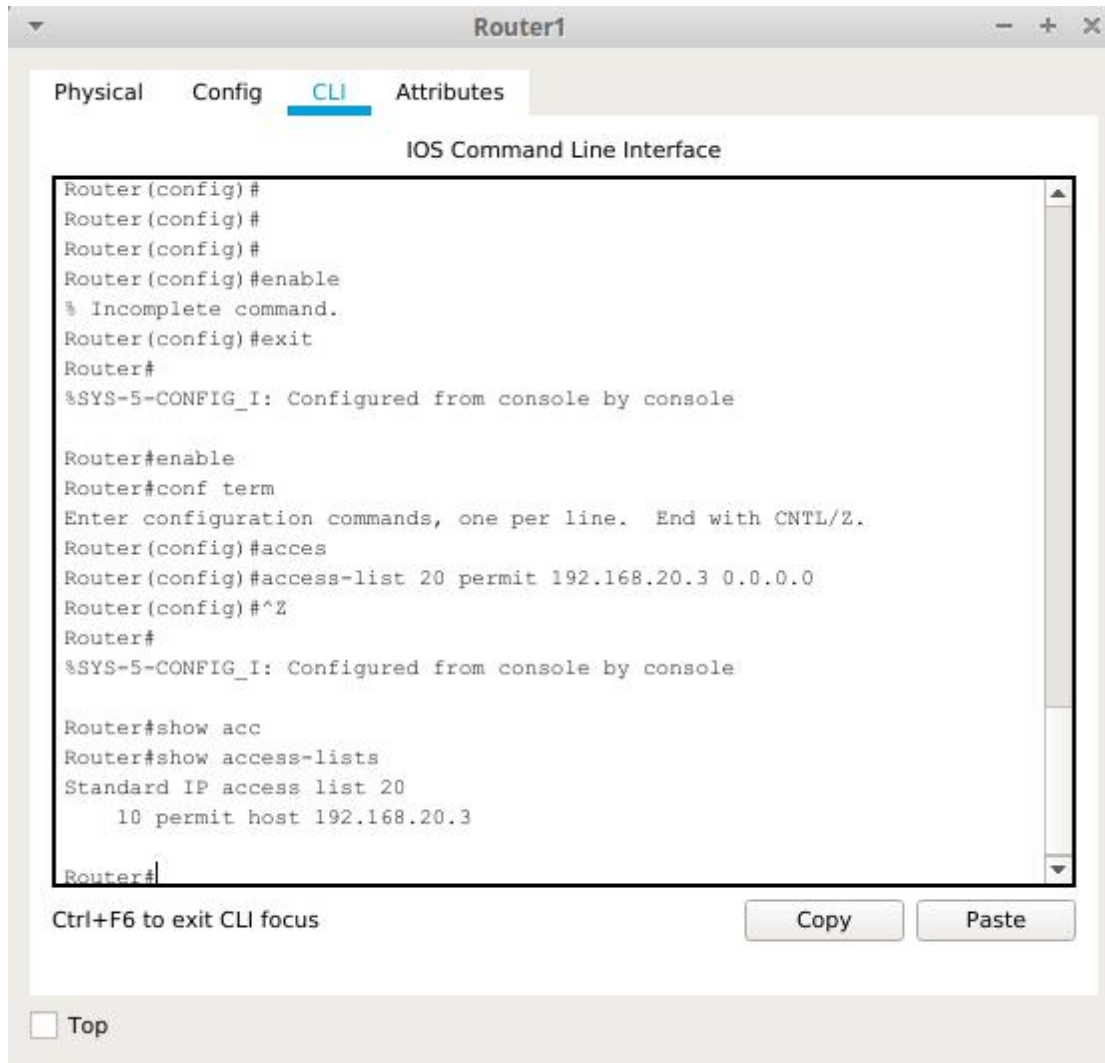 Router1
Physical Config CLI Attributes
IOS Command Line Interface
Router(config)#
Router(config)#
Router(config)#
Router(config)#enable
% Incomplete command.
Router(config)#exit
Router#
%SYS-5-CONFIG_I: Configured from console by console
Router#enable
Router#conf term
Enter configuration commands, one per line.  End with CNTL/Z.
Router(config)#acces
Router(config)#access-list 20 permit 192.168.20.3 0.0.0.0
Router(config)#^Z
Router#
%SYS-5-CONFIG_I: Configured from console by console
Router#show acc
Router#show access-lists
Standard IP access list 20
    10 permit host 192.168.20.3
Router#
Ctrl+F6 to exit CLI focus Copy Paste
Top